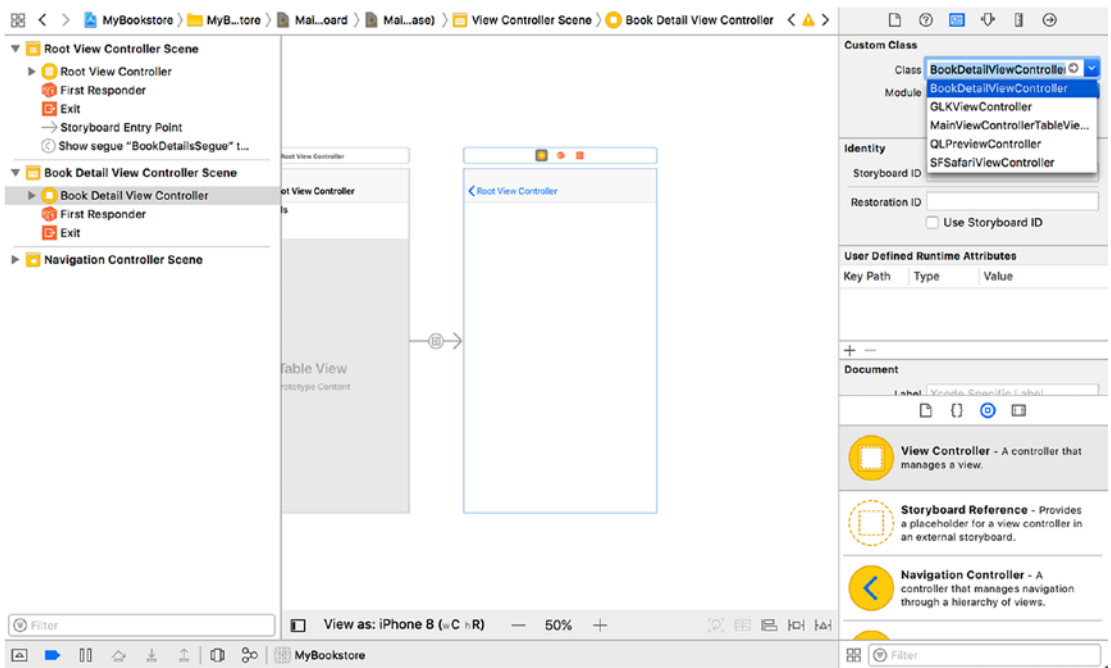 MyBookstore
MyB...tore
Mai...oard
Mai...ase)
View Controller Scene
Book Detail View Controller
Root View Controller Scene
Root View Controller
First Responder
Exit
Storyboard Entry Point
Show segue "BookDetailsSegue" t...
Book Detail View Controller Scene
Book Detail View Controller
First Responder
Exit
Navigation Controller Scene
Filter
Root View Controller
ot View Controller
ls
Table View
rototype Content
Root View Controller
View as: iPhone 8 (wC hR)
— 50% +
MyBookstore
Custom Class
Class BookDetailViewController
Module
BookDetailViewController
GLKViewController
MainViewControllerTableVie...
QLPreviewController
SFSafariViewController
Identity
Storyboard ID
Restoration ID
Use Storyboard ID
User Defined Runtime Attributes
Key Path Type Value
+ —
Document
Label Xcode Specific Label
View Controller - A controller that
manages a view.
Storyboard Reference - Provides
a placeholder for a view controller in
an external storyboard.
Navigation Controller - A
controller that manages navigation
through a hierarchy of views.
Filter